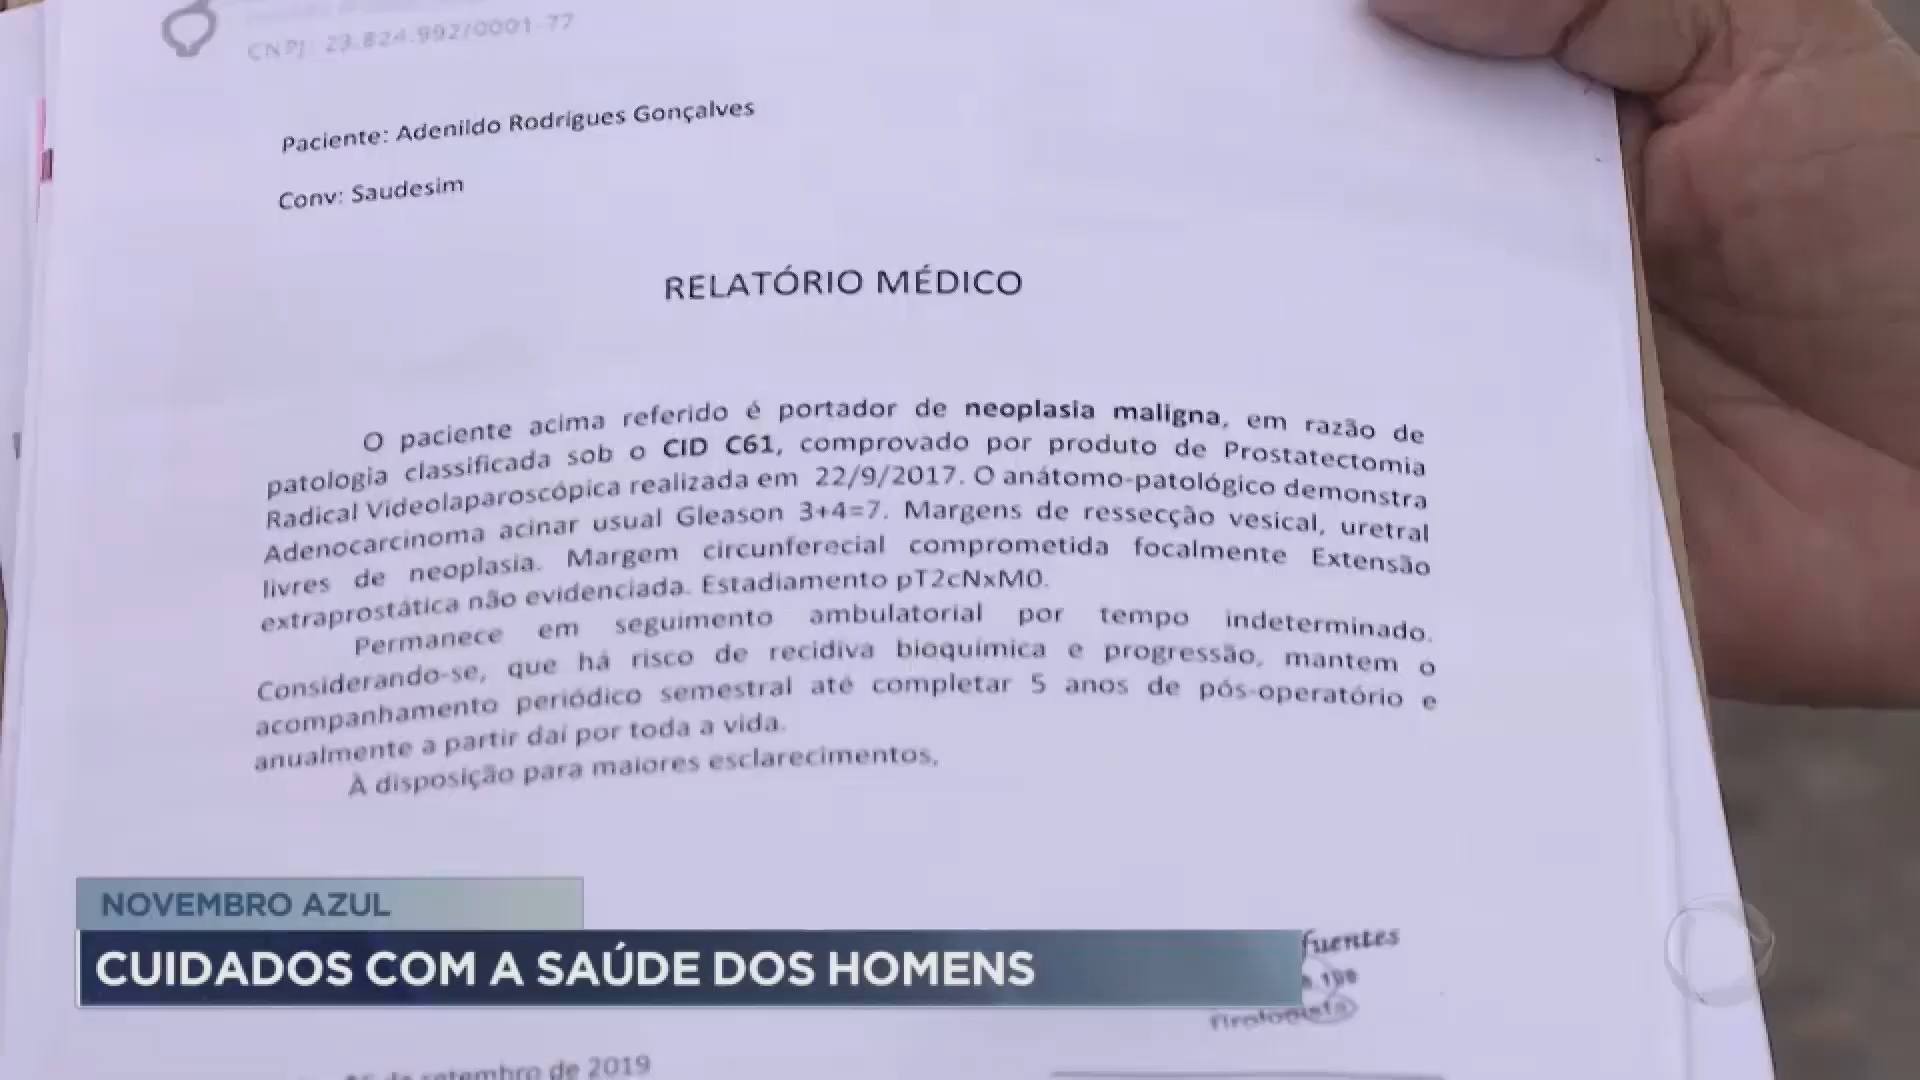 CNPJ: 23.824.992/0001-77
Paciente: Adenildo Rodrigues Gonçalves
Conv: Saudesim
RELATÓRIO MÉDICO
O paciente acima referido é portador de neoplasia maligna, em razão de
patologia classificada sob o CID C61, comprovado por produto de Prostatectomia
Radical Videolaparoscópica realizada em 22/9/2017. O anátomo-patológico demonstra
Adenocarcinoma acinar usual Gleason 3+4=7. Margens de ressecção vesical, uretral
livres de neoplasia. Margem circunferecial comprometida focalmente Extensão
extraprostática não evidenciada. Estadiamento pT2cNxM0.
Permanece em seguimento ambulatorial por tempo indeterminado.
Considerando-se, que há risco de recidiva bioquímica e progressão, mantem o
acompanhamento periódico semestral até completar 5 anos de pós-operatório e
anualmente a partir daí por toda a vida.
À disposição para maiores esclarecimentos,
NOVEMBRO AZUL
fuentes
CUIDADOS COM A SAÚDE DOS HOMENS
Urologista
de setembro de 2019